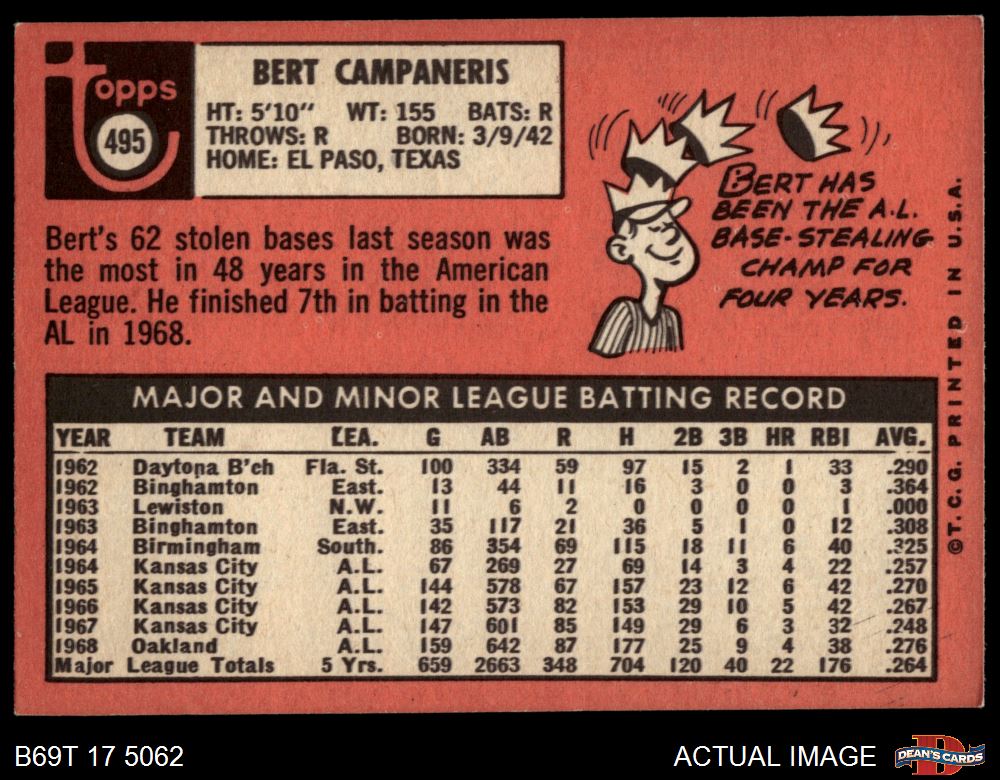 topps
495
BERT CAMPANERIS
HT: 5'10" WT: 155 BATS: R
THROWS: R BORN: 3/9/42
HOME: EL PASO, TEXAS
Bert's 62 stolen bases last season was
the most in 48 years in the American
League. He finished 7th in batting in the
AL in 1968.
BERT HAS
BEEN THE A.L.
BASE-STEALING
CHAMP FOR
FOUR YEARS.
MAJOR AND MINOR LEAGUE BATTING RECORD
YEAR TEAM LEA. G AB R H 2B 3B HR RBI AVG.
1962 Daytona B'ch Fla. St. 100 334 59 97 15 2 1 33 .290
1962 Binghamton East. 13 44 11 16 3 0 0 3 .364
1963 Lewiston N.W. 11 6 2 0 0 0 0 1 .000
1963 Binghamton East. 35 117 21 36 5 1 0 12 .308
1964 Birmingham South. 86 354 69 115 18 11 6 40 .325
1964 Kansas City A.L. 67 269 27 69 14 3 4 22 .257
1965 Kansas City A.L. 144 578 67 157 23 12 6 42 .270
1966 Kansas City A.L. 142 573 82 153 29 10 5 42 .267
1967 Kansas City A.L. 147 601 85 149 29 6 3 32 .248
1968 Oakland A.L. 159 642 87 177 25 9 4 38 .276
Major League Totals 5 Yrs. 659 2663 348 704 120 40 22 176 .264
©T.C.G. PRINTED IN U.S.A.
B69T 17 5062
ACTUAL IMAGE
DEAN'S CARDS